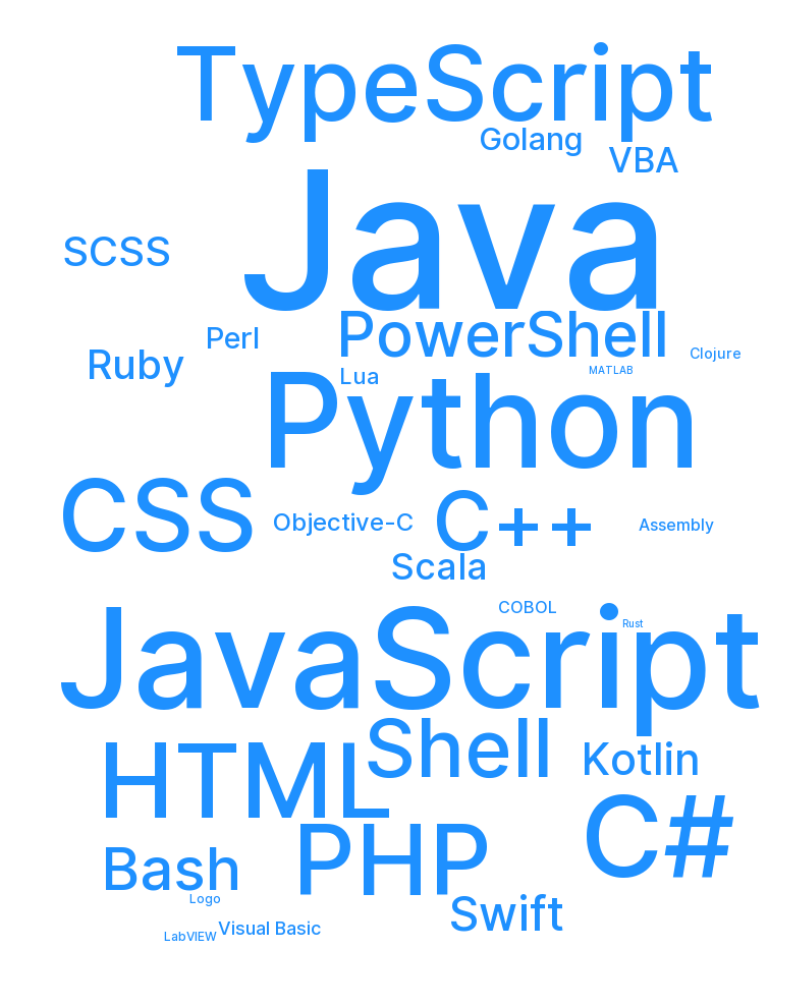 TypeScript
Golang
VBA
Java
SCSS
PowerShell
Perl
Clojure
Ruby
MATLAB
Lua
Python
CSS
Objective-C
C++
Assembly
Scala
COBOL
Rust
JavaScript
Shell
Kotlin
HTML
C#
PHP
Bash
Logo
Swift
Visual Basic
LabVIEW